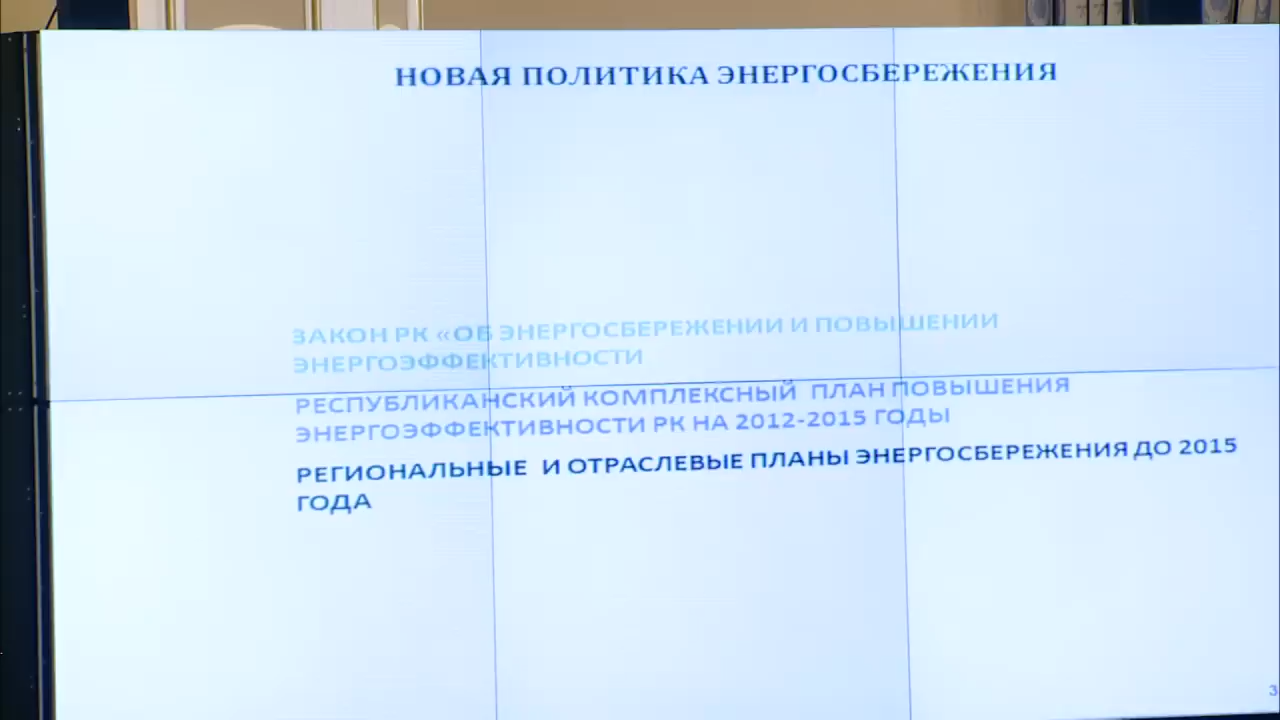 НОВАЯ ПОЛИТИКА ЭНЕРГОСБЕРЕЖЕНИЯ
ЗАКОН РК «ОБ ЭНЕРГОСБЕРЕЖЕНИИ И ПОВЫШЕНИИ
ЭНЕРГОЭФФЕКТИВНОСТИ
РЕСПУБЛИКАНСКИЙ КОМПЛЕКСНЫЙ ПЛАН ПОВЫШЕНИЯ
ЭНЕРГОЭФФЕКТИВНОСТИ РК НА 2012-2015 ГОДЫ
РЕГИОНАЛЬНЫЕ И ОТРАСЛЕВЫЕ ПЛАНЫ ЭНЕРГОСБЕРЕЖЕНИЯ ДО 2015
ГОДА
3